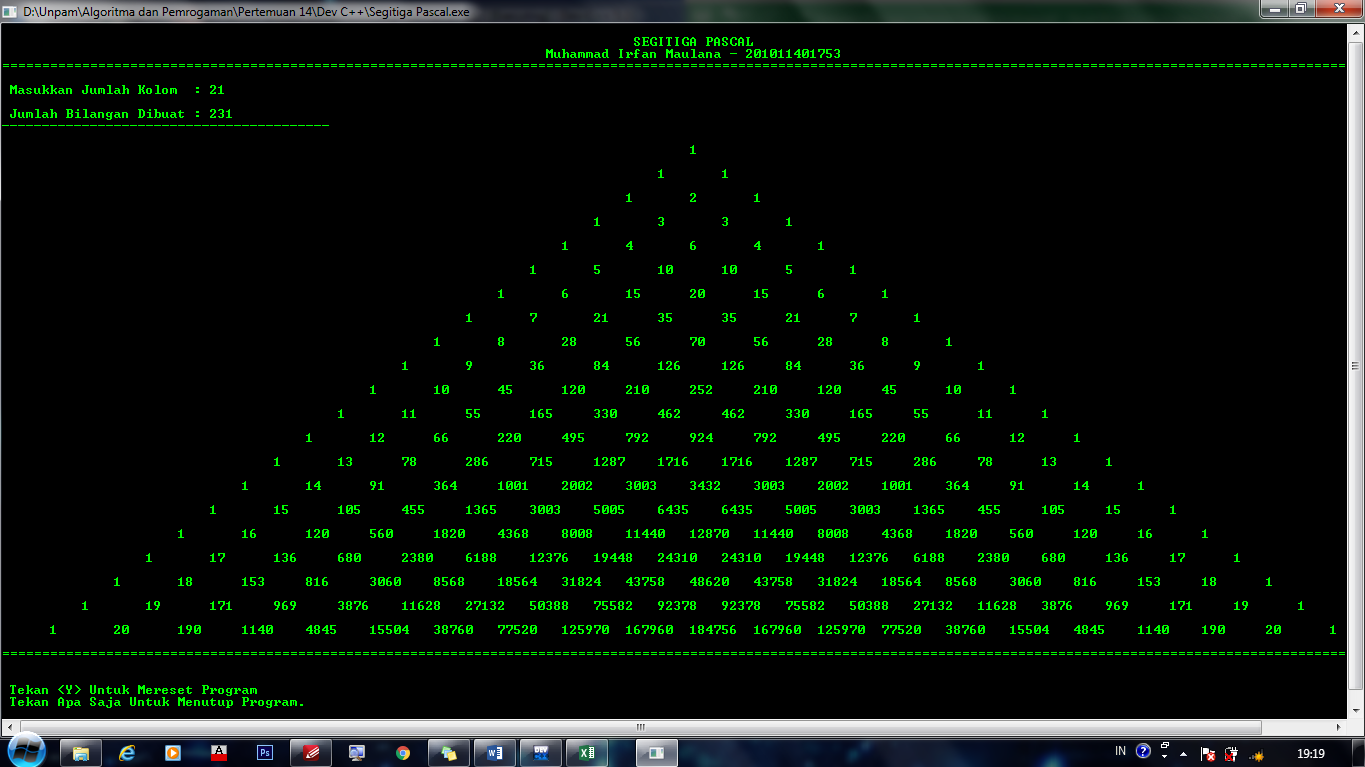 D:\Unpam\Algoritma dan Pemrogaman\Pertemuan 14\Dev C++\Segitiga Pascal.exe
SEGITIGA PASCAL
Muhammad Irfan Maulana - 201011401753
Masukkan Jumlah Kolom : 21
Jumlah Bilangan Dibuat : 231
1
1 1
1 2 1
1 3 3 1
1 4 6 4 1
1 5 10 10 5 1
1 6 15 20 15 6 1
1 7 21 35 35 21 7 1
1 8 28 56 70 56 28 8 1
1 9 36 84 126 126 84 36 9 1
1 10 45 120 210 252 210 120 45 10 1
1 11 55 165 330 462 462 330 165 55 11 1
1 12 66 220 495 792 924 792 495 220 66 12 1
1 13 78 286 715 1287 1716 1716 1287 715 286 78 13 1
1 14 91 364 1001 2002 3003 3432 3003 2002 1001 364 91 14 1
1 15 105 455 1365 3003 5005 6435 6435 5005 3003 1365 455 105 15 1
1 16 120 560 1820 4368 8008 11440 12870 11440 8008 4368 1820 560 120 16 1
1 17 136 680 2380 6188 12376 19448 24310 24310 19448 12376 6188 2380 680 136 17 1
1 18 153 816 3060 8568 18564 31824 43758 48620 43758 31824 18564 8568 3060 816 153 18 1
1 19 171 969 3876 11628 27132 50388 75582 92378 92378 75582 50388 27132 11628 3876 969 171 19 1
1 20 190 1140 4845 15504 38760 77520 125970 167960 184756 167960 125970 77520 38760 15504 4845 1140 190 20 1
Tekan <Y> Untuk Mereset Program
Tekan Apa Saja Untuk Menutup Program.
Ps
W
DEV
X
IN
19:19